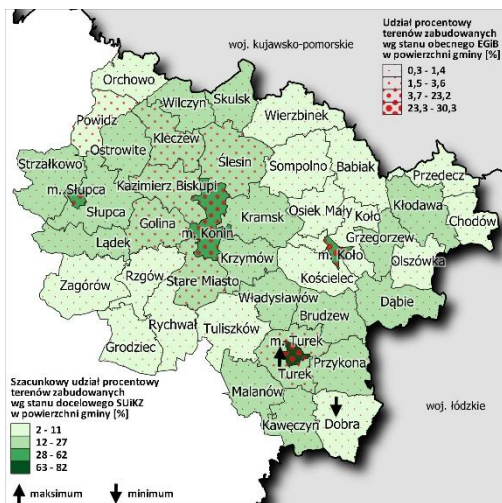 woj. kujawsko-pomorskie
Udział procentowy
terenów zabudowanych
wg stanu obecnego EGiB
w powierzchni gminy [%]
0,3 - 1,4
1,5 - 3,6
3,7 - 23,2
23,3 - 30,3
Orchowo
Skulsk
Wilczyn
Wierzbinek
Powidz
Kleczew
Ostrowite
Ślesin
Sompolno
Babiak
Przedecz
Strzałkowo
m. Słupca
Kazimierz Biskupi
Kłodawa
Słupca
Osiek Mały
Koło
Chodów
Golina
Kramsk
Grzegorzew
Lądek
m. Konin
m. Koło
Olszówka
Krzymów
Kościelec
Rzgów
Stare Miasto
Zagórów
Władysławów
Dąbie
Brudzew
Rychwał
Tuliszków
Grodziec
m. Turek
Przykona
Turek
Malanów
Kawęczyn
Dobra
woj. łódzkie
Szacunkowy udział procentowy
terenów zabudowanych
wg stanu docelowego SUiKZ
w powierzchni gminy [%]
2 - 11
12 - 27
28 - 62
63 - 82
maksimum
minimum